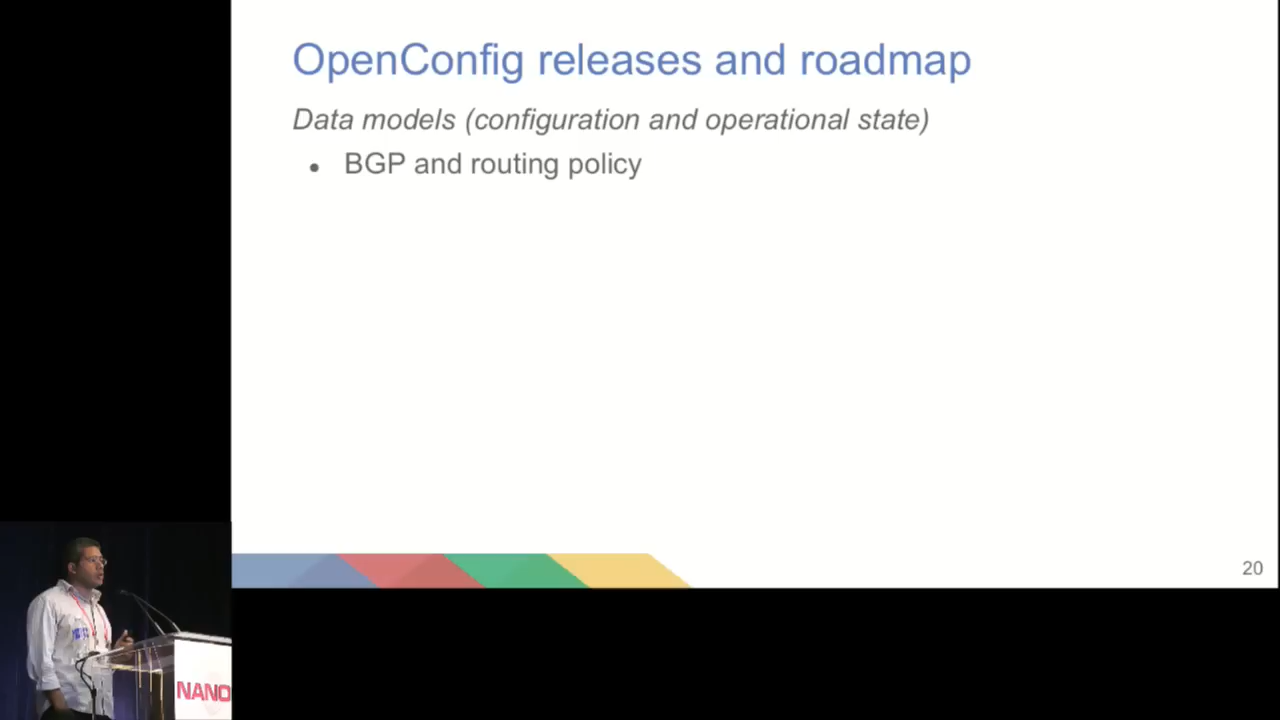 OpenConfig releases and roadmap
Data models (configuration and operational state)
• BGP and routing policy
20
NANO